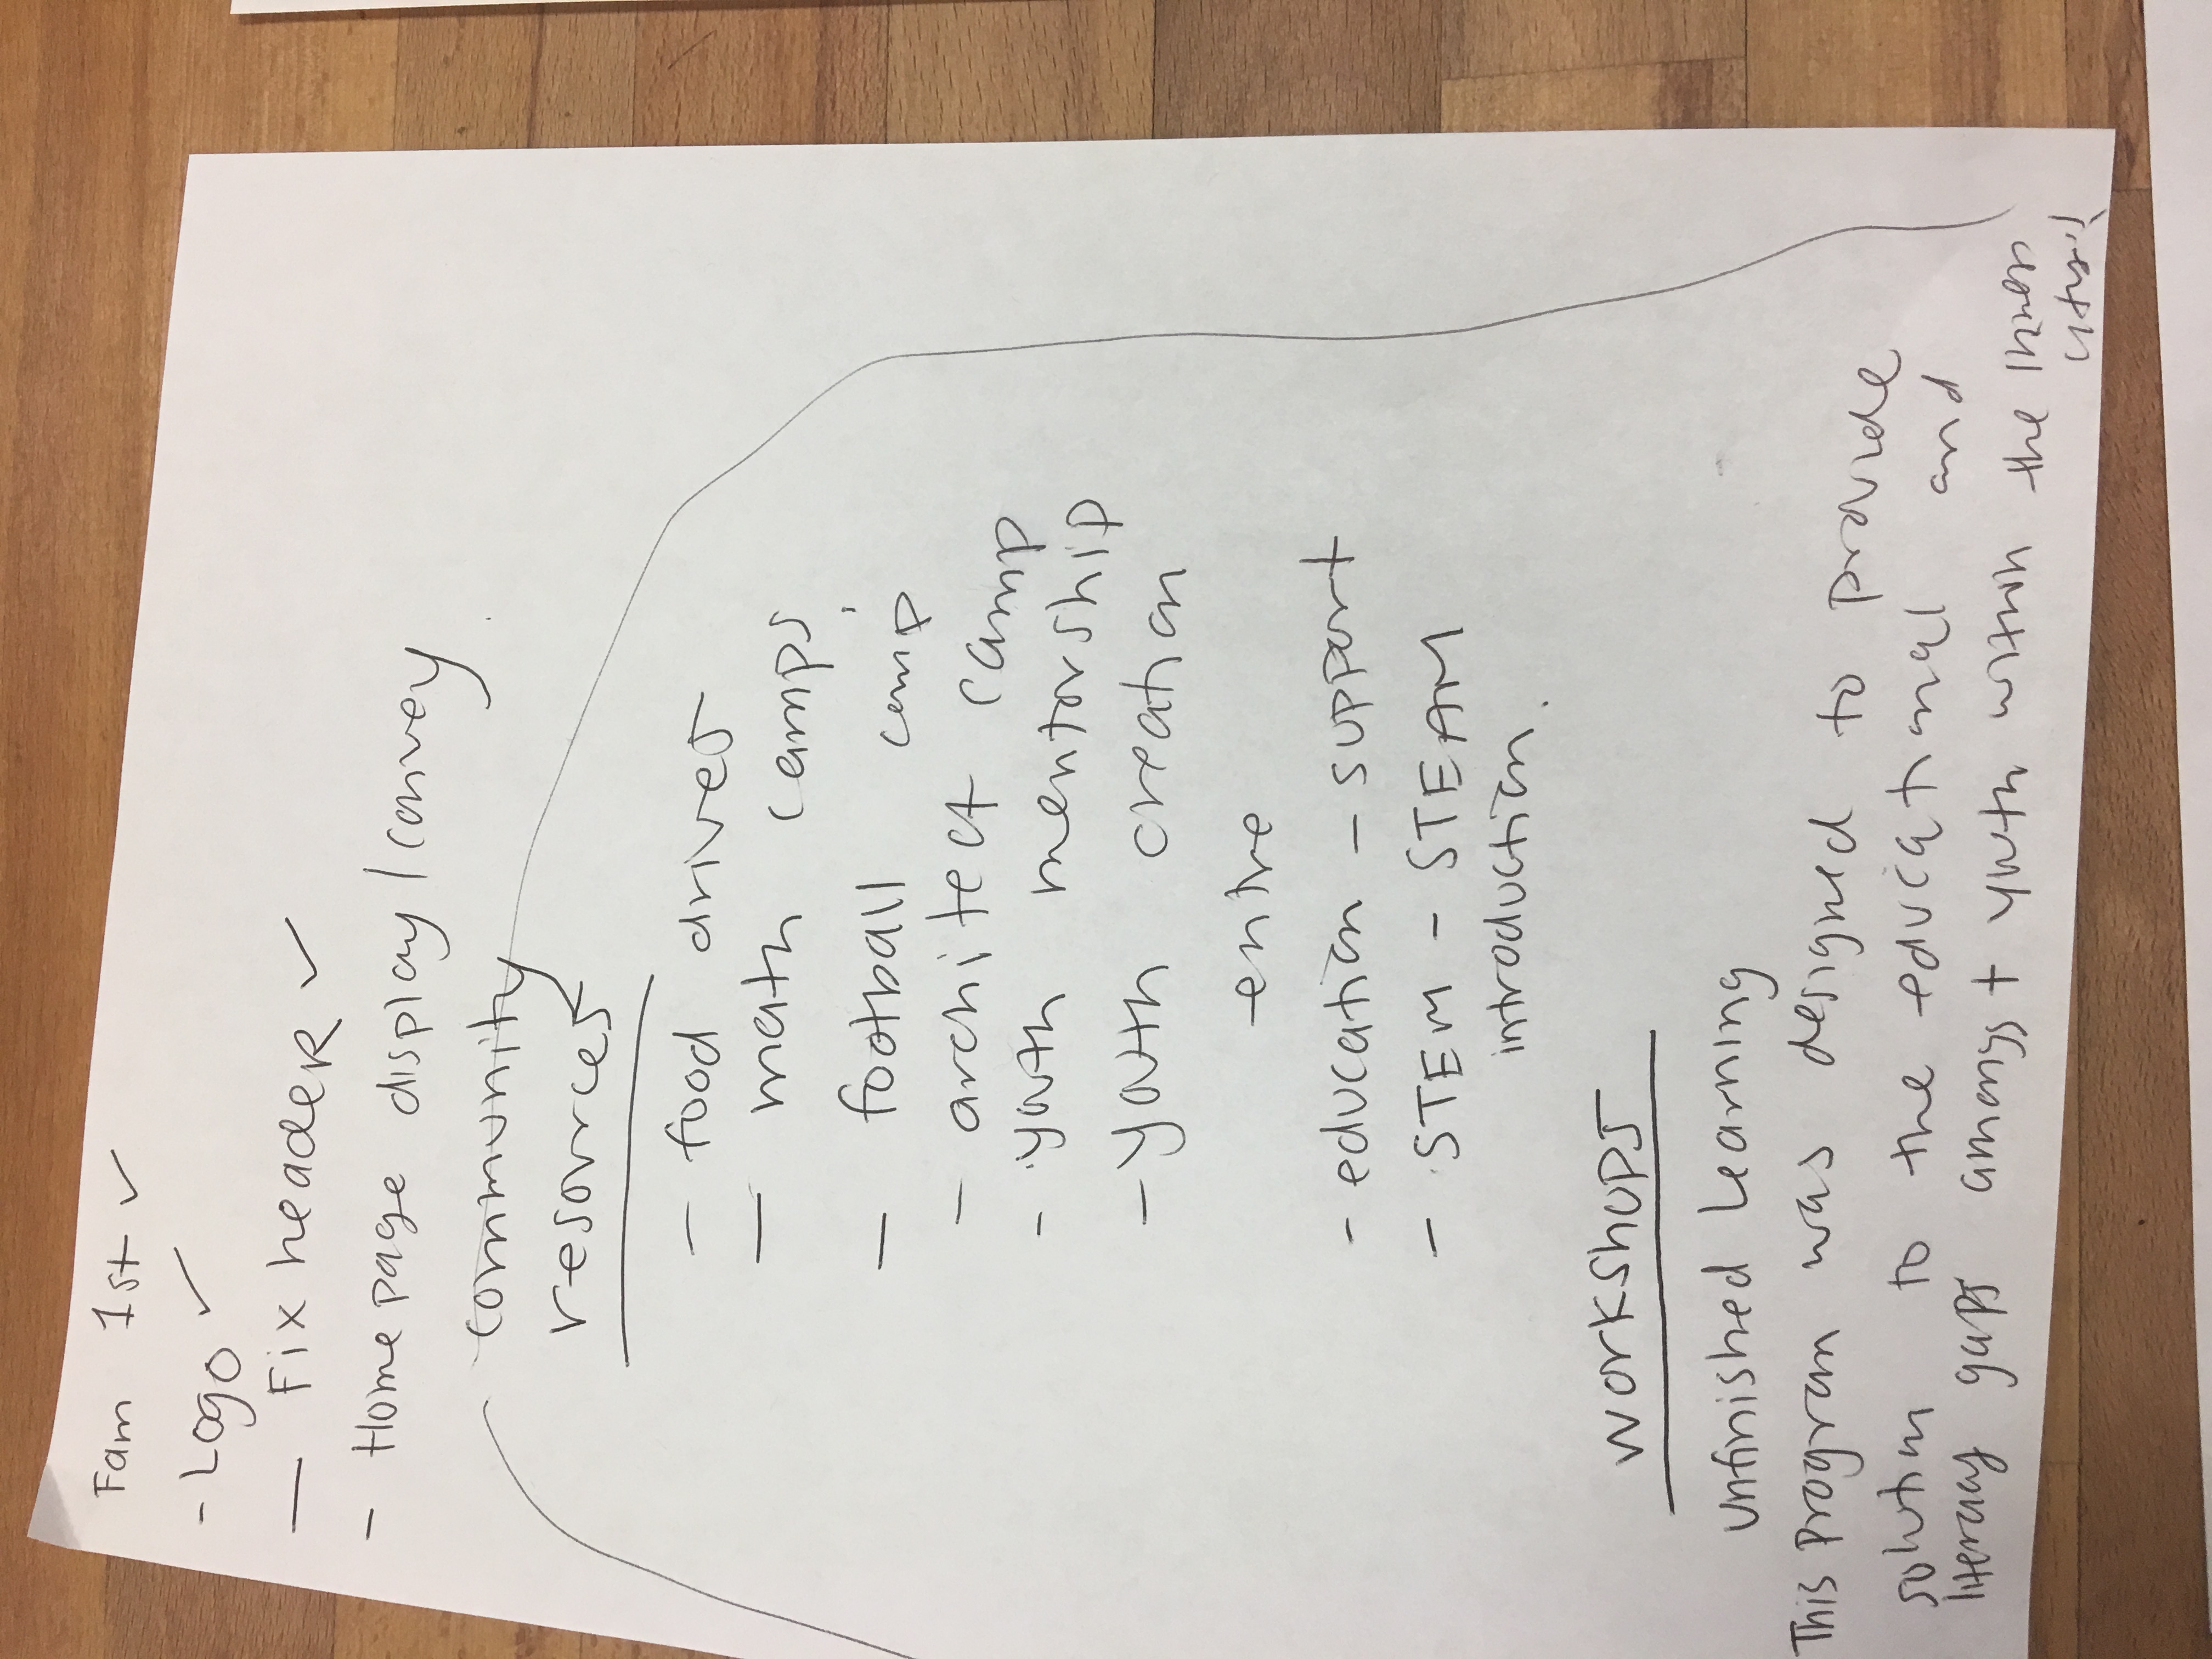 Fam 1st ✓
- Logo ✓
— Fix header ✓
- Home page display / convey
community
resources
- food drives
- math camps
- football camp
- architect camp
- youth mentorship
- youth creation
entre
- education - support
- STEM - STEAM
introduction.
Workshops
Unfinished Learning
This program was designed to provide
solution to the educational and
literacy gaps amongst youth within the inner
city!